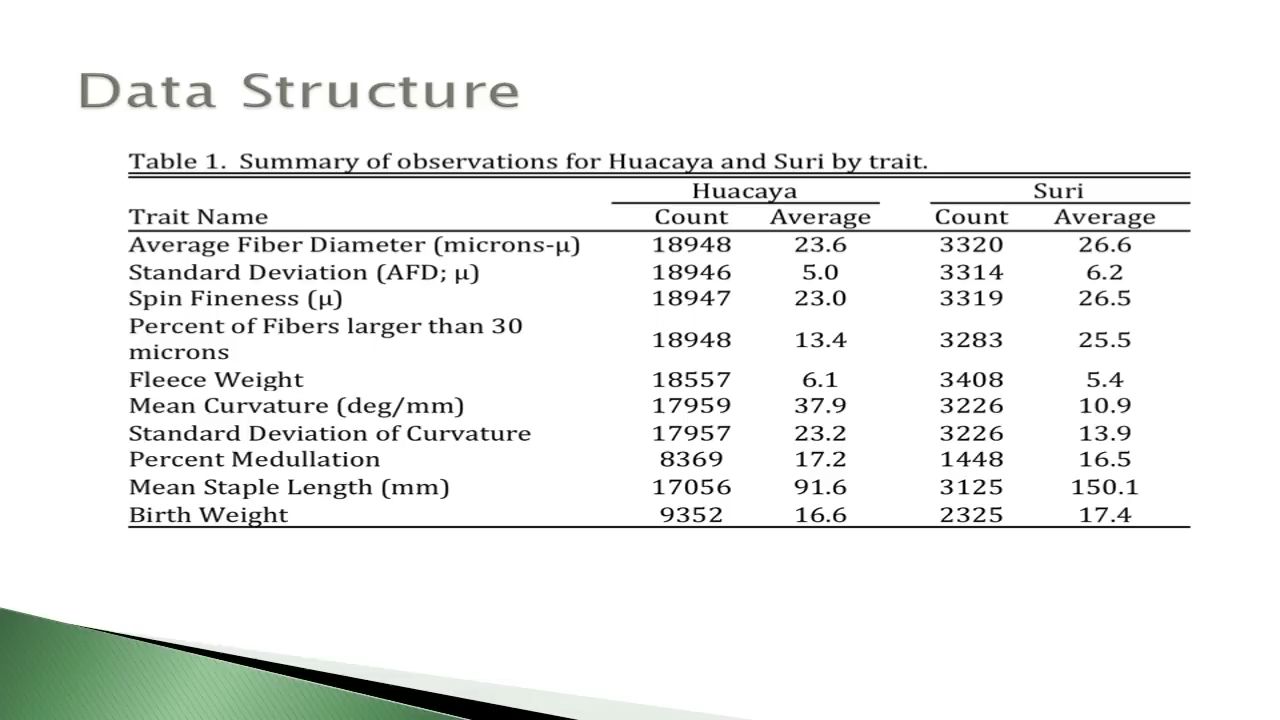 Data Structure
Table 1.  Summary of observations for Huacaya and Suri by trait.
Huacaya Suri
Trait Name Count Average Count Average
Average Fiber Diameter (microns-μ) 18948 23.6 3320 26.6
Standard Deviation (AFD; μ) 18946 5.0 3314 6.2
Spin Fineness (μ) 18947 23.0 3319 26.5
Percent of Fibers larger than 30
microns 18948 13.4 3283 25.5
Fleece Weight 18557 6.1 3408 5.4
Mean Curvature (deg/mm) 17959 37.9 3226 10.9
Standard Deviation of Curvature 17957 23.2 3226 13.9
Percent Medullation 8369 17.2 1448 16.5
Mean Staple Length (mm) 17056 91.6 3125 150.1
Birth Weight 9352 16.6 2325 17.4